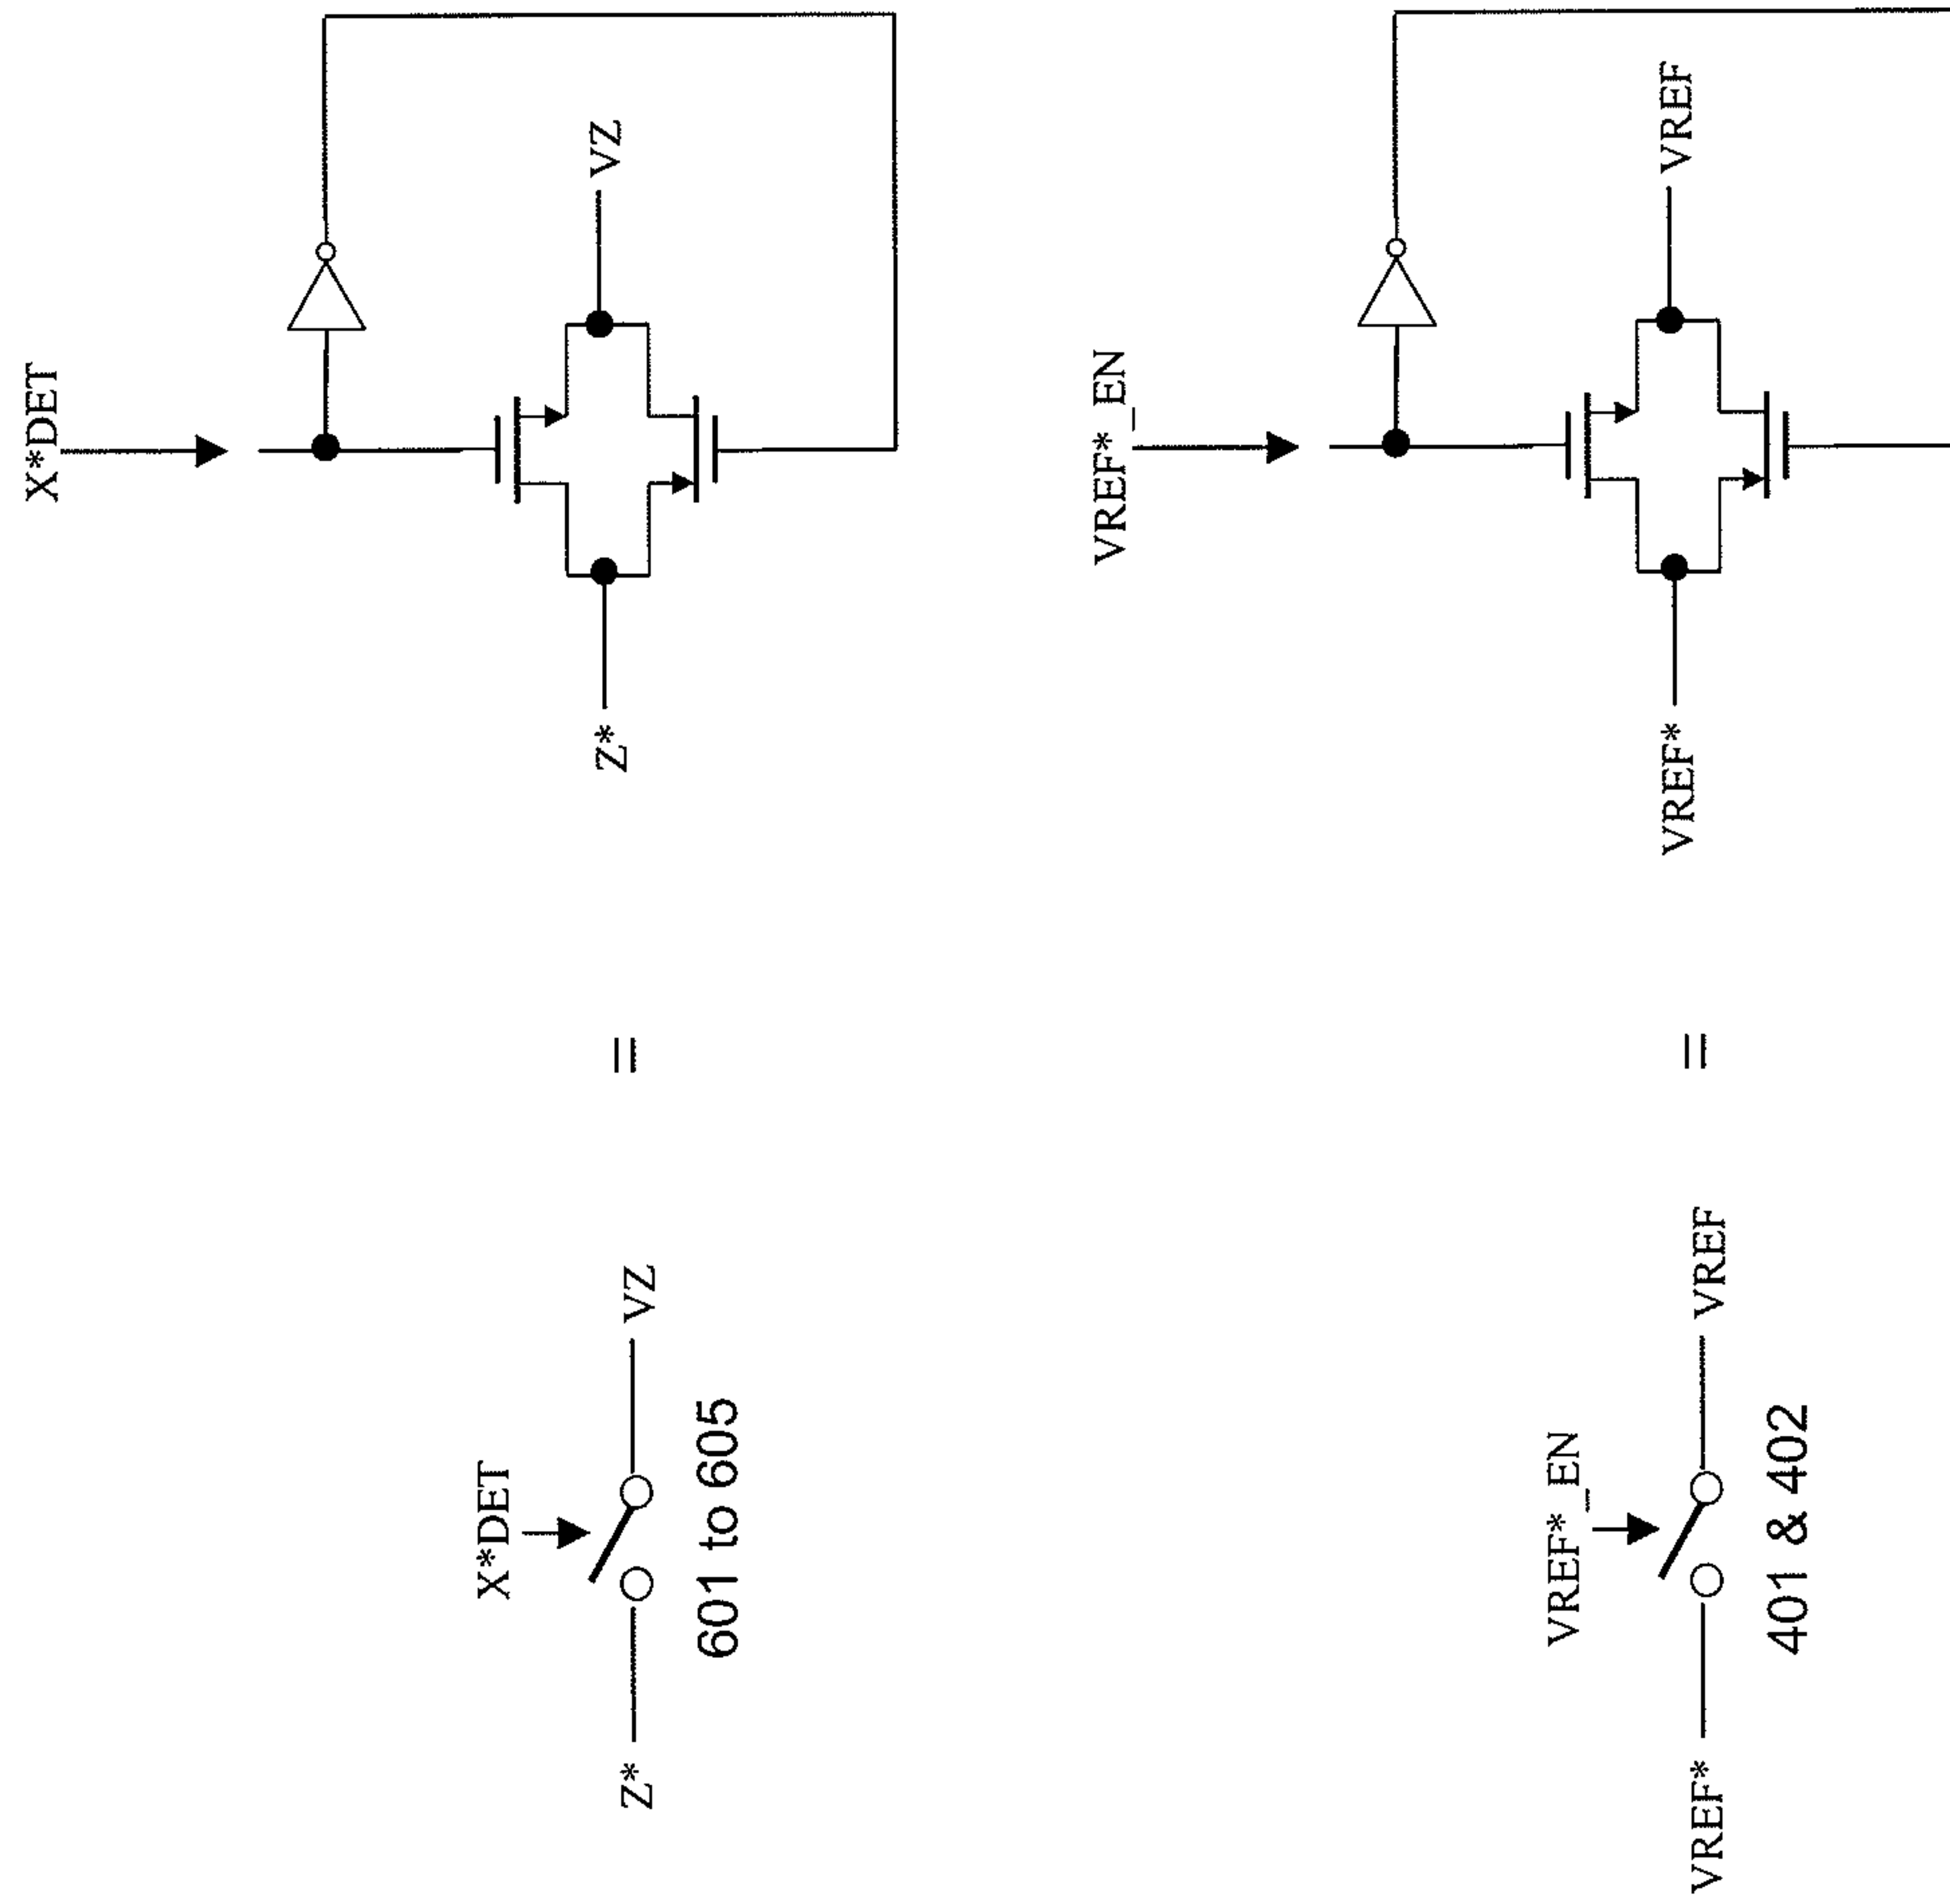 X*DET
Z*
VZ
601 to 605
=
X*DET
Z*
VZ
VREF*_EN
VREF*
VREF
401 & 402
=
VREF*_EN
VREF*
VREF